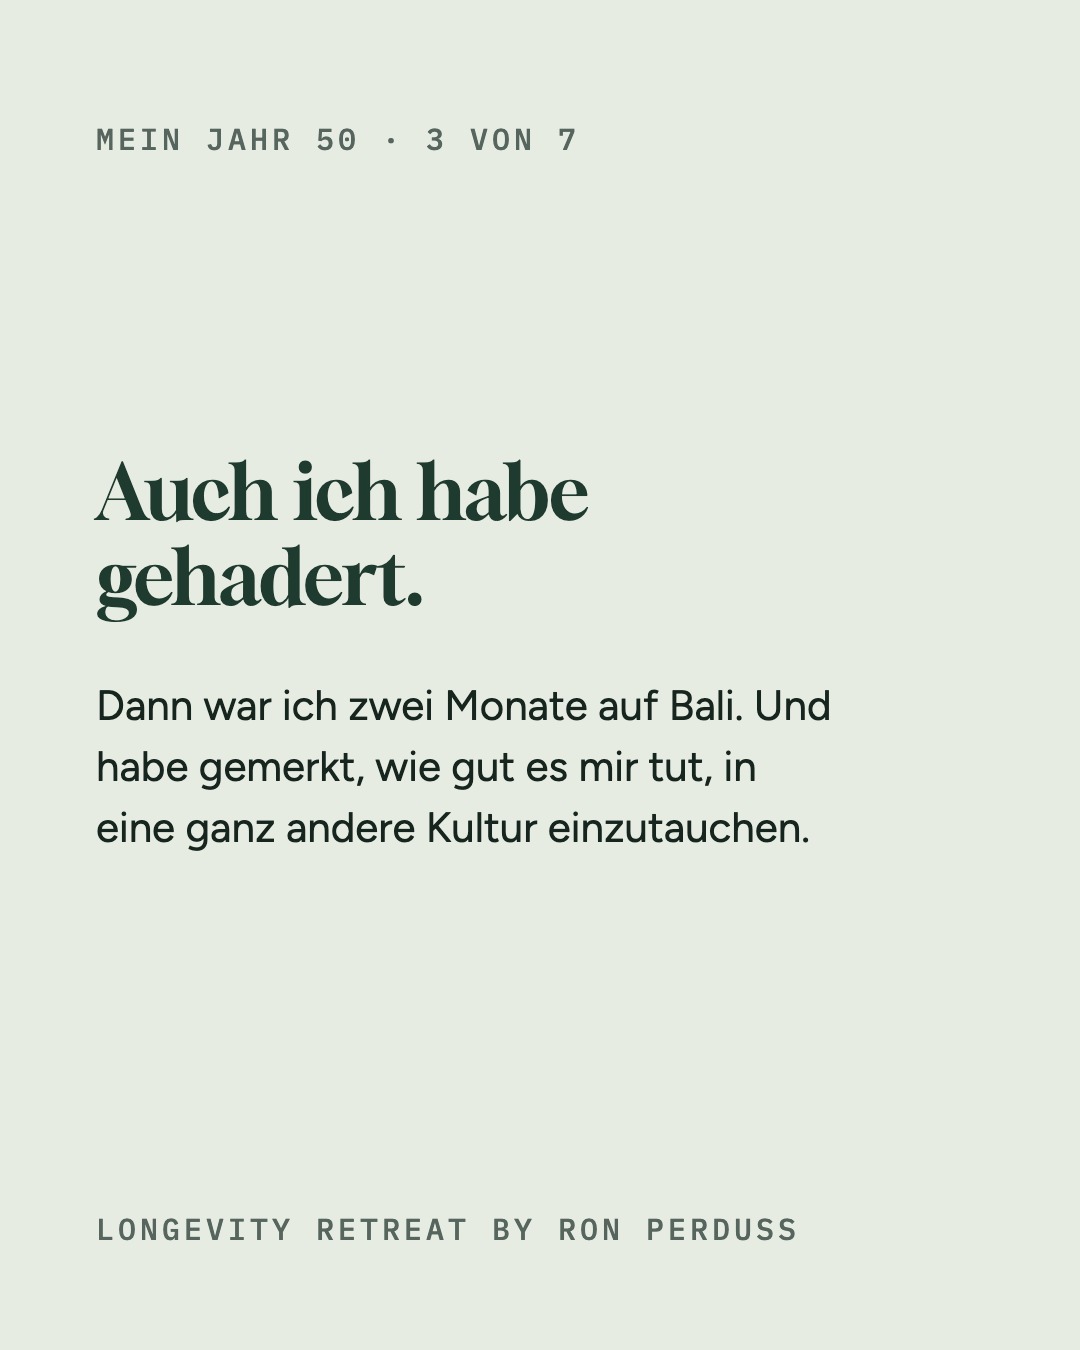 MEIN JAHR 50 · 3 VON 7
Auch ich habe
gehadert.
Dann war ich zwei Monate auf Bali. Und
habe gemerkt, wie gut es mir tut, in
eine ganz andere Kultur einzutauchen.
LONGEVITY RETREAT BY RON PERDUSS